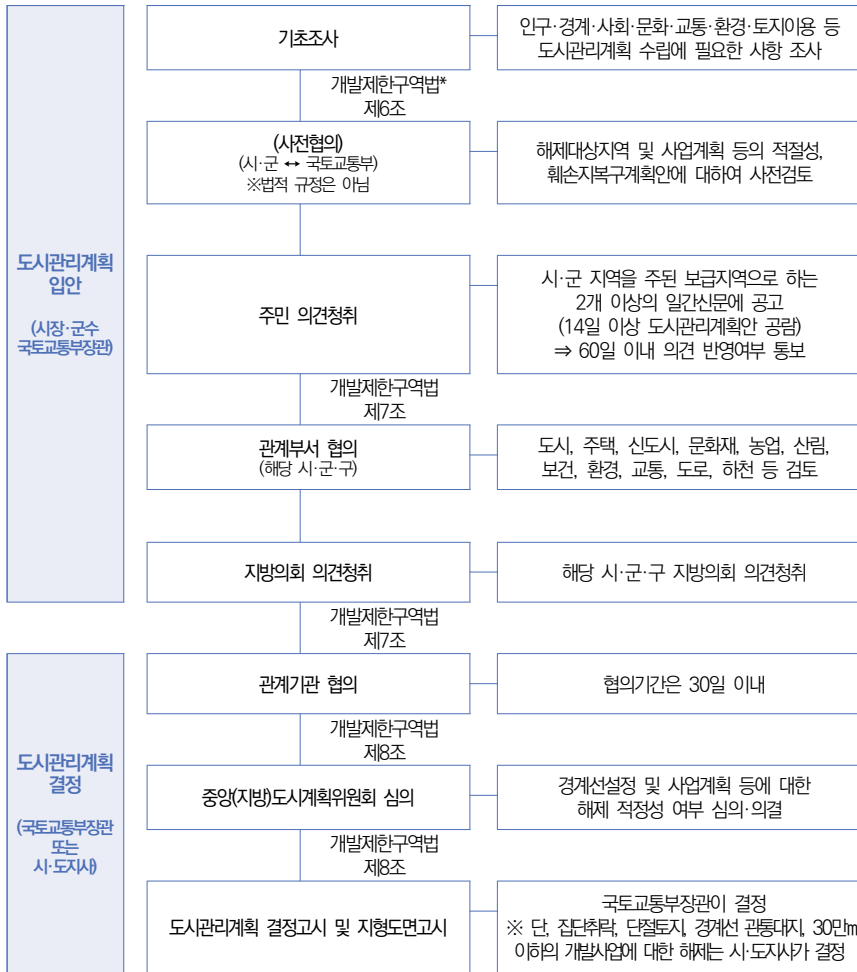 기초조사
인구·경계·사회·문화·교통·환경·토지이용 등
도시관리계획 수립에 필요한 사항 조사
개발제한구역법*
제6조
(사전협의)
(시·군 ↔ 국토교통부)
※법적 규정은 아님
해제대상지역 및 사업계획 등의 적절성,
훼손지복구계획안에 대하여 사전검토
도시관리계획
입안
(시장·군수
국토교통부장관)
주민 의견청취
시·군 지역을 주된 보급지역으로 하는
2개 이상의 일간신문에 공고
(14일 이상 도시관리계획안 공람)
⇒ 60일 이내 의견 반영여부 통보
개발제한구역법
제7조
관계부서 협의
(해당 시·군·구)
도시, 주택, 신도시, 문화재, 농업, 산림,
보건, 환경, 교통, 도로, 하천 등 검토
지방의회 의견청취
해당 시·군·구 지방의회 의견청취
개발제한구역법
제7조
관계기관 협의
협의기간은 30일 이내
개발제한구역법
제8조
도시관리계획
결정
(국토교통부장관
또는
시·도지사)
중앙(지방)도시계획위원회 심의
경계선설정 및 사업계획 등에 대한
해제 적정성 여부 심의·의결
개발제한구역법
제8조
도시관리계획 결정고시 및 지형도면고시
국토교통부장관이 결정
※ 단, 집단취락, 단절토지, 경계선 관통대지, 30만m
이하의 개발사업에 대한 해제는 시·도지사가 결정